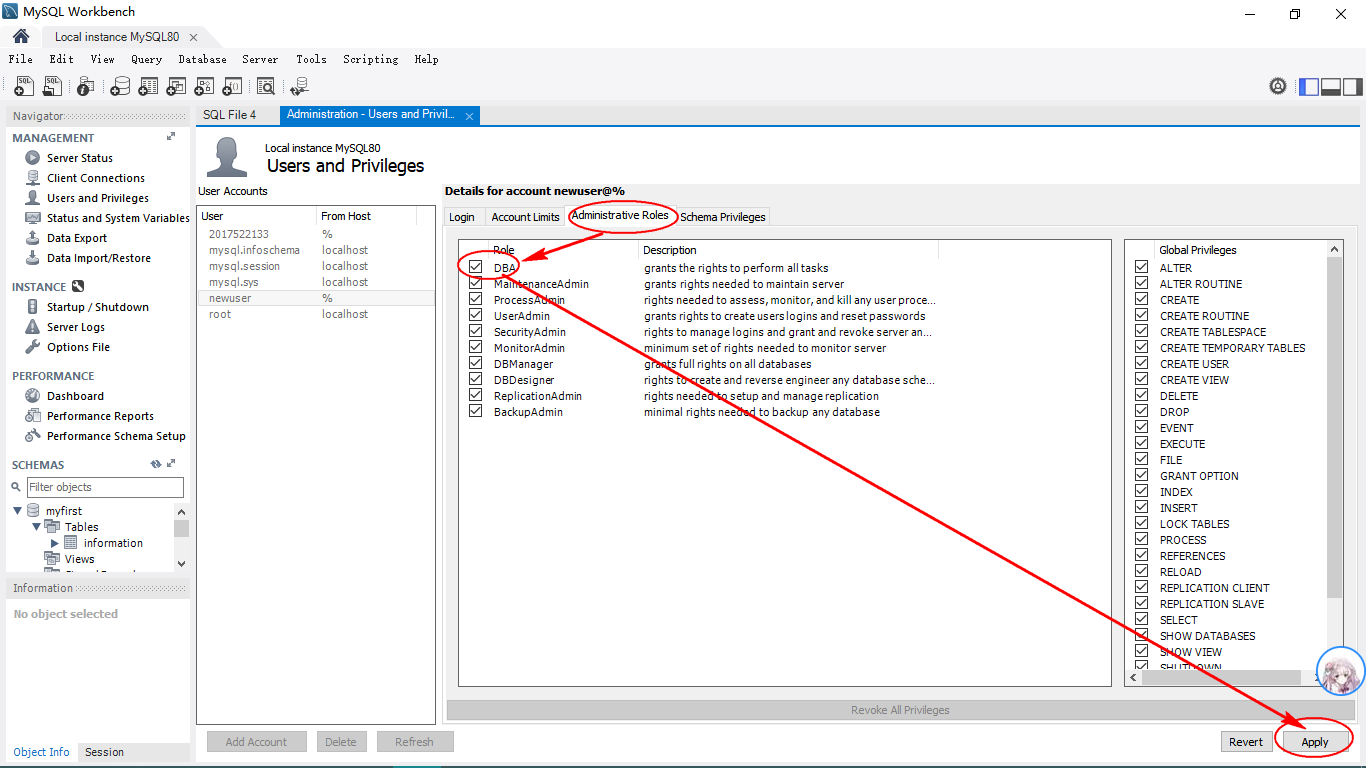 MySQL Workbench
Local instance MySQL80
File Edit View Query Database Server Tools Scripting Help
Navigator
MANAGEMENT
Server Status
Client Connections
Users and Privileges
Status and System Variables
Data Export
Data Import/Restore
INSTANCE
Startup / Shutdown
Server Logs
Options File
PERFORMANCE
Dashboard
Performance Reports
Performance Schema Setup
SCHEMAS
Filter objects
myfirst
Tables
information
Views
Information
No object selected
Object Info Session
SQL File 4 Administration - Users and Privil...
Local instance MySQL80
Users and Privileges
User Accounts
User From Host
2017522133 %
mysql.infoschema localhost
mysql.session localhost
mysql.sys localhost
newuser %
root localhost
Add Account Delete Refresh
Details for account newuser@%
Login Account Limits Administrative Roles Schema Privileges
Role Description
DBA grants the rights to perform all tasks
MaintenanceAdmin grants rights needed to maintain server
ProcessAdmin rights needed to assess, monitor, and kill any user proce...
UserAdmin grants rights to create users logins and reset passwords
SecurityAdmin rights to manage logins and grant and revoke server an...
MonitorAdmin minimum set of rights needed to monitor server
DBManager grants full rights on all databases
DBDesigner rights to create and reverse engineer any database sche...
ReplicationAdmin rights needed to setup and manage replication
BackupAdmin minimal rights needed to backup any database
Global Privileges
ALTER
ALTER ROUTINE
CREATE
CREATE ROUTINE
CREATE TABLESPACE
CREATE TEMPORARY TABLES
CREATE USER
CREATE VIEW
DELETE
DROP
EVENT
EXECUTE
FILE
GRANT OPTION
INDEX
INSERT
LOCK TABLES
PROCESS
REFERENCES
RELOAD
REPLICATION CLIENT
REPLICATION SLAVE
SELECT
SHOW DATABASES
SHOW VIEW
SHUTDOWN
Revoke All Privileges
Revert Apply